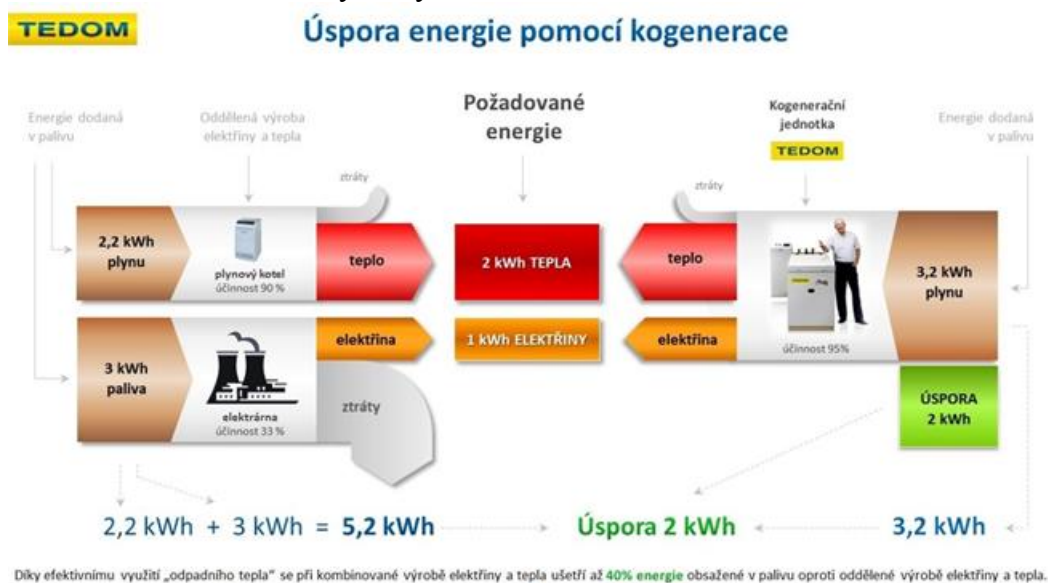 TEDOM
Úspora energie pomocí kogenerace
Energie dodaná
v palivu
Oddělená výroba
elektřiny a tepla
Požadované
energie
Kogenerační
jednotka
TEDOM
Energie dodaná
v palivu
ztráty
ztráty
2,2 kWh
plynu
plynový kotel
účinnost 90 %
teplo
2 kWh TEPLA
teplo
3,2 kWh
plynu
3 kWh
paliva
elektrárna
účinnost 33 %
elektřina
1 kWh ELEKTŘINY
elektřina
účinnost 95%
ztráty
ÚSPORA
2 kWh
2,2 kWh + 3 kWh = 5,2 kWh
Úspora 2 kWh
3,2 kWh
Díky efektivnímu využití „odpadního tepla" se při kombinované výrobě elektřiny a tepla ušetří až 40% energie obsažené v palivu oproti oddělené výrobě elektřiny a tepla.